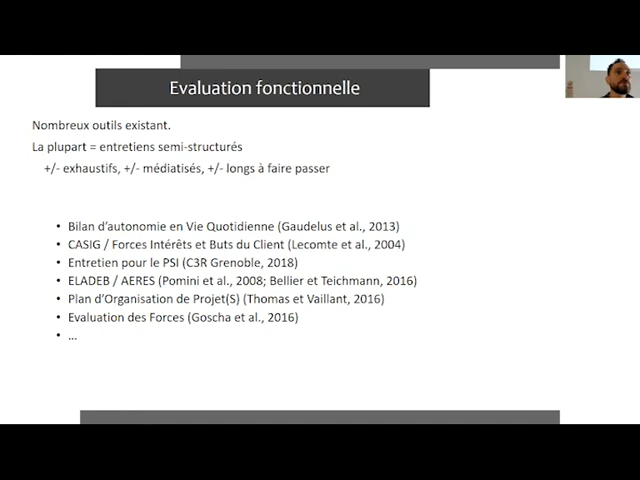 Evaluation fonctionnelle
Nombreux outils existant.
La plupart = entretiens semi-structurés
+/- exhaustifs, +/- médiatisés, +/- longs à faire passer
• Bilan d'autonomie en Vie Quotidienne (Gaudelus et al., 2013)
• CASIG / Forces Intérêts et Buts du Client (Lecomte et al., 2004)
• Entretien pour le PSI (C3R Grenoble, 2018)
• ELADEB / AERES (Pomini et al., 2008; Bellier et Teichmann, 2016)
• Plan d'Organisation de Projet(S) (Thomas et Vaillant, 2016)
• Evaluation des Forces (Goscha et al., 2016)
• ...